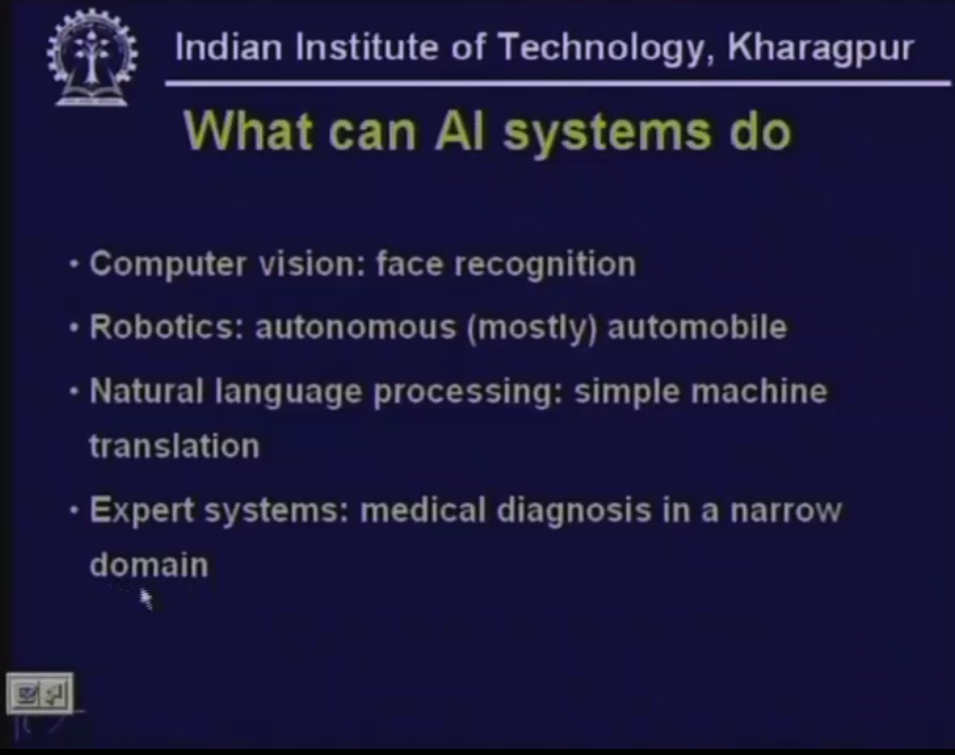 Indian Institute of Technology, Kharagpur
What can AI systems do
• Computer vision: face recognition
• Robotics: autonomous (mostly) automobile
• Natural language processing: simple machine
translation
• Expert systems: medical diagnosis in a narrow
domain